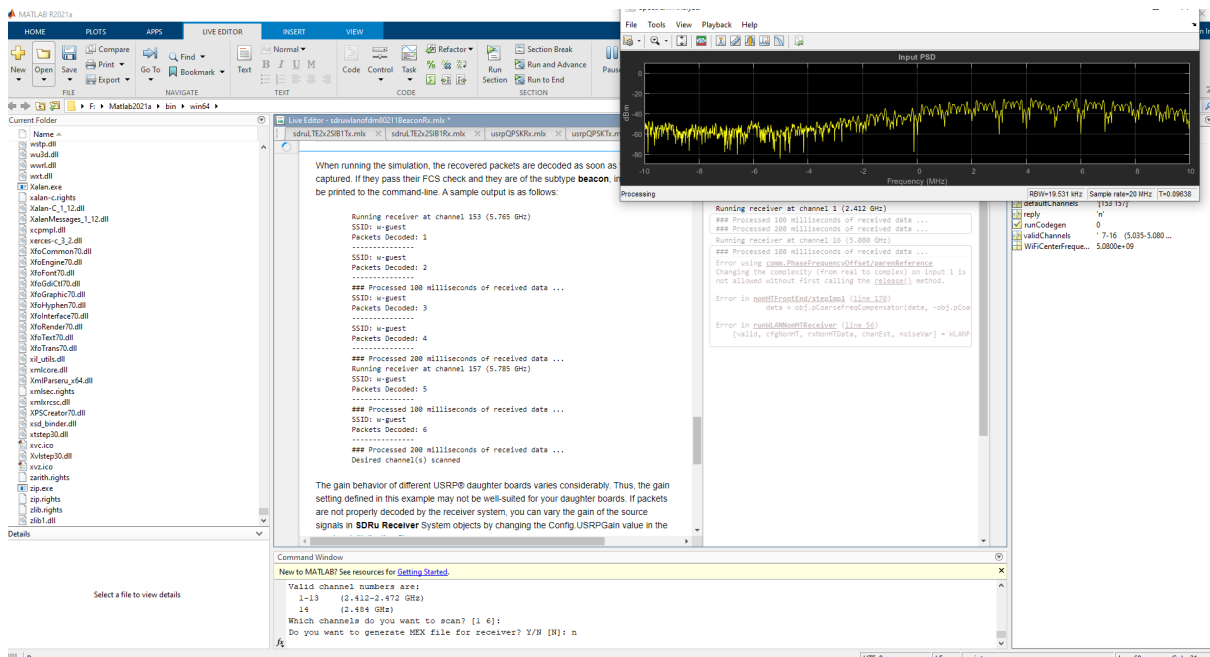 MATLAB R2021a
HOME PLOTS APPS LIVE EDITOR INSERT VIEW
New Open Save
Compare
Print
Export
Go To
Find
Bookmark
Text
Normal
B I U M
Code Control Task
Refactor
Run Section
Section Break
Run and Advance
Run to End
FILE NAVIGATE TEXT CODE SECTION
F: Matlab2021a bin win64
Current Folder
Name
wstp.dll
wu3d.dll
wwrl.dll
wxt.dll
Xalan.exe
xalan-c.rights
Xalan-C_1_12.dll
XalanMessages_1_12.dll
xcpmpl.dll
xerces-c_3_2.dll
XfoCommon70.dll
XfoEngine70.dll
XfoFont70.dll
XfoGdiCtl70.dll
XfoGraphic70.dll
XfoHyphen70.dll
XfoInterface70.dll
XfoRender70.dll
XfoText70.dll
XfoTrans70.dll
xil_utils.dll
xmlcore.dll
XmlParseru_x64.dll
xmlsec.rights
xmlxrcsc.dll
XPSCreator70.dll
xsd_binder.dll
xtstep30.dll
xvc.ico
Xvlstep30.dll
xvz.ico
zarith.rights
zip.exe
zip.rights
zlib.rights
zlib1.dll
Details
Select a file to view details
Live Editor - sdruwlanofdm80211BeaconRx.mlx *
sdruLTE2x2SIB1Tx.mlx sdruLTE2x2SIB1Rx.mlx usrpQPSKRx.mlx
When running the simulation, the recovered packets are decoded as soon as
captured. If they pass their FCS check and they are of the subtype beacon,
be printed to the command-line. A sample output is as follows:
Running receiver at channel 153 (5.765 GHz)
SSID: w-guest
Packets Decoded: 1
---------------
SSID: w-guest
Packets Decoded: 2
---------------
### Processed 100 milliseconds of received data ...
SSID: w-guest
Packets Decoded: 3
---------------
SSID: w-guest
Packets Decoded: 4
---------------
### Processed 200 milliseconds of received data ...
Running receiver at channel 157 (5.785 GHz)
SSID: w-guest
Packets Decoded: 5
---------------
### Processed 100 milliseconds of received data ...
SSID: w-guest
Packets Decoded: 6
---------------
### Processed 200 milliseconds of received data ...
Desired channel(s) scanned
The gain behavior of different USRP® daughter boards varies considerably. Thus, the gain
setting defined in this example may not be well-suited for your daughter boards. If packets
are not properly decoded by the receiver system, you can vary the gain of the source
signals in SDRu Receiver System objects by changing the Config.USRPGain value in the
File Tools View Playback Help
Input PSD
dBm
0
-20
-40
-60
-80
-10 -8 -6 -4 -2 0 2 4 6 8 10
Frequency (MHz)
Processing
RBW=19.531 kHz Sample rate=20 MHz T=0.09638
Running receiver at channel 1 (2.412 GHz)
### Processed 100 milliseconds of received data ...
### Processed 200 milliseconds of received data ...
Running receiver at channel 16 (5.080 GHz)
### Processed 100 milliseconds of received data ...
Error using comm.PhaseFrequencyOffset/parenReference
Changing the complexity (from real to complex) on input 1 is
not allowed without first calling the release() method.
Error in nonHTFrontEnd/stepImpl (line 170)
data = obj.pCoarseFreqCompensator(data, -obj.pCoa
Error in runWLANNonHTReceiver (line 56)
[valid, cfgNonHT, rxNonHTData, chanEst, noiseVar] = WLANF
defaultChannels '[153 157]'
reply 'n'
runCodegen 0
validChannels ' 7-16 (5.035-5.080 ...
WiFiCenterFreque... 5.0800e+09
Command Window
New to MATLAB? See resources for Getting Started.
Valid channel numbers are:
1-13 (2.412-2.472 GHz)
14 (2.484 GHz)
Which channels do you want to scan? [1 6]:
Do you want to generate MEX file for receiver? Y/N [N]: n
fx